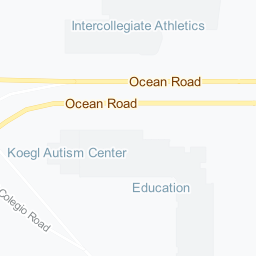 Intercollegiate Athletics
Ocean Road
Ocean Road
Koegl Autism Center
Education
Colegio Road